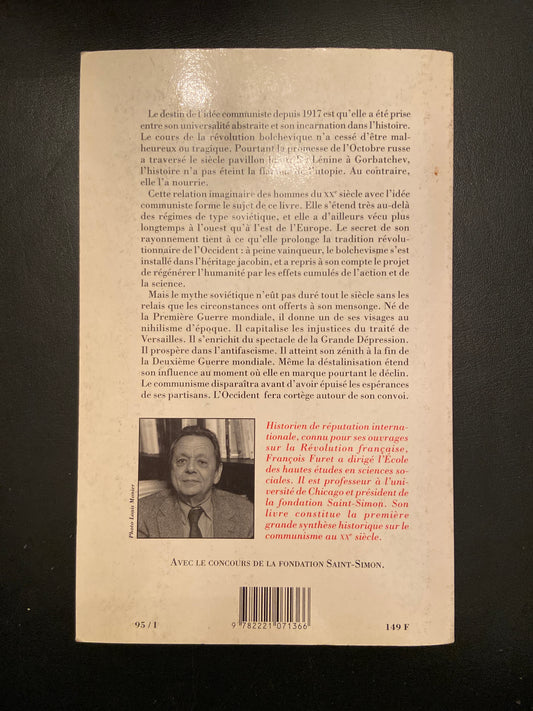 Le destin de l'idée communiste depuis 1917 est qu'elle a été prise
entre son universalité abstraite et son incarnation dans l'histoire.
Le cours de la révolution bolchevique n'a cessé d'être mal-
heureux ou tragique. Pourtant la promesse de l'Octobre russe
a traversé le siècle pavillon Lénine à Gorbatchev,
l'histoire n'a pas éteint la l'utopie. Au contraire,
elle l'a nourrie.
Cette relation imaginaire des hommes du XXe siècle avec l'idée
communiste forme le sujet de ce livre. Elle s'étend très au-delà
des régimes de type soviétique, et elle a d'ailleurs vécu plus
longtemps à l'ouest qu'à l'est de l'Europe. Le secret de son
rayonnement tient à ce qu'elle prolonge la tradition révolu-
tionnaire de l'Occident : à peine vainqueur, le bolchevisme s'est
installé dans l'héritage jacobin, et a repris à son compte le projet
de régénérer l'humanité par les effets cumulés de l'action et de
la science.
Mais le mythe soviétique n'eût pas duré tout le siècle sans les
relais que les circonstances ont offerts à son mensonge. Né de
la Première Guerre mondiale, il donne un de ses visages au
nihilisme d'époque. Il capitalise les injustices du traité de
Versailles. Il s'enrichit du spectacle de la Grande Dépression.
Il prospère dans l'antifascisme. Il atteint son zénith à la fin de
la Deuxième Guerre mondiale. Même la déstalinisation étend
son influence au moment où elle en marque pourtant le déclin.
Le communisme disparaîtra avant d'avoir épuisé les espérances
de ses partisans. L'Occident fera cortège autour de son convoi.
Photo Louis Monier
Historien de réputation interna-
tionale, connu pour ses ouvrages
sur la Révolution française,
François Furet a dirigé l'École
des hautes études en sciences so-
ciales. Il est professeur à l'uni-
versité de Chicago et président de
la fondation Saint-Simon. Son
livre constitue la première
grande synthèse historique sur le
communisme au XXe siècle.
AVEC LE CONCOURS DE LA FONDATION SAINT-SIMON.
95/I
9 782221 071366
149 F